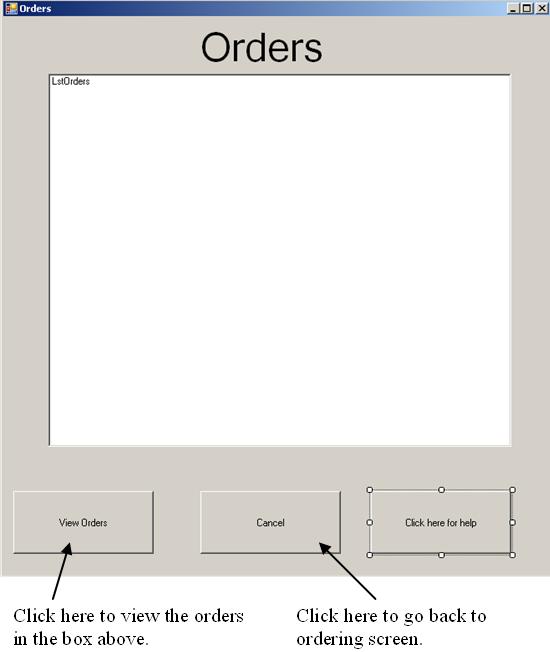 Orders
Orders
LstOrders
View Orders
Cancel
Click here for help
Click here to view the orders
in the box above.
Click here to go back to
ordering screen.